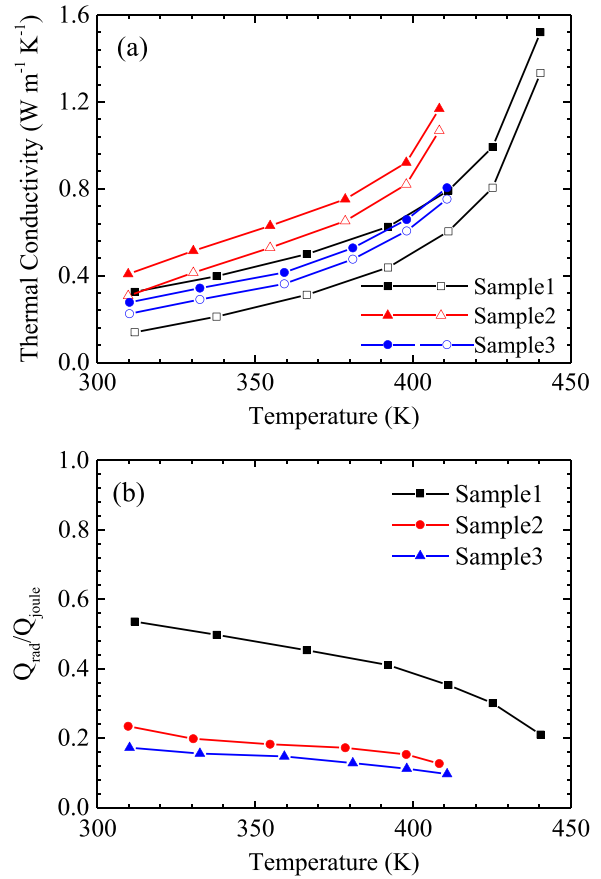 1.6
(a)
1.2
0.8
0.4
0.0
Thermal Conductivity (W m⁻¹ K⁻¹)
Sample1
Sample2
Sample3
300 350 400 450
Temperature (K)
1.0
(b)
0.8
0.6
0.4
0.2
0.0
Q_rad/Q_joule
Sample1
Sample2
Sample3
300 350 400 450
Temperature (K)